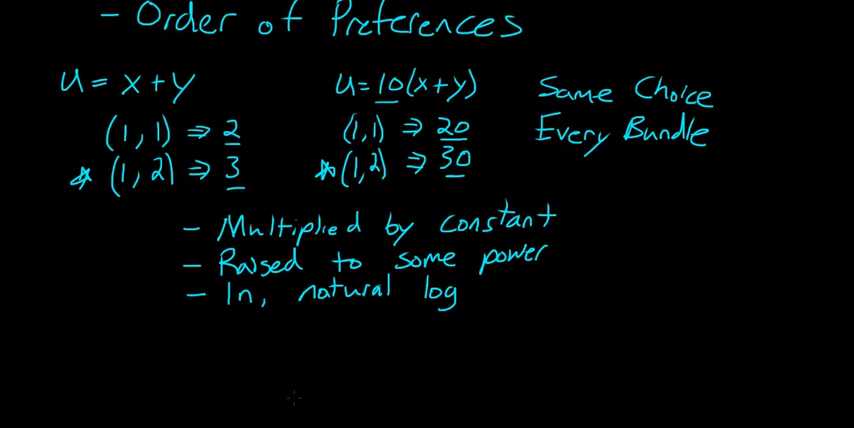 - Order of Preferences
u = x + y    u = 10(x + y)    Same Choice
(1, 1) ⇒ 2    (1, 1) ⇒ 20    Every Bundle
* (1, 2) ⇒ 3    * (1, 2) ⇒ 30
- Multiplied by constant
- Raised to some power
- ln, natural log